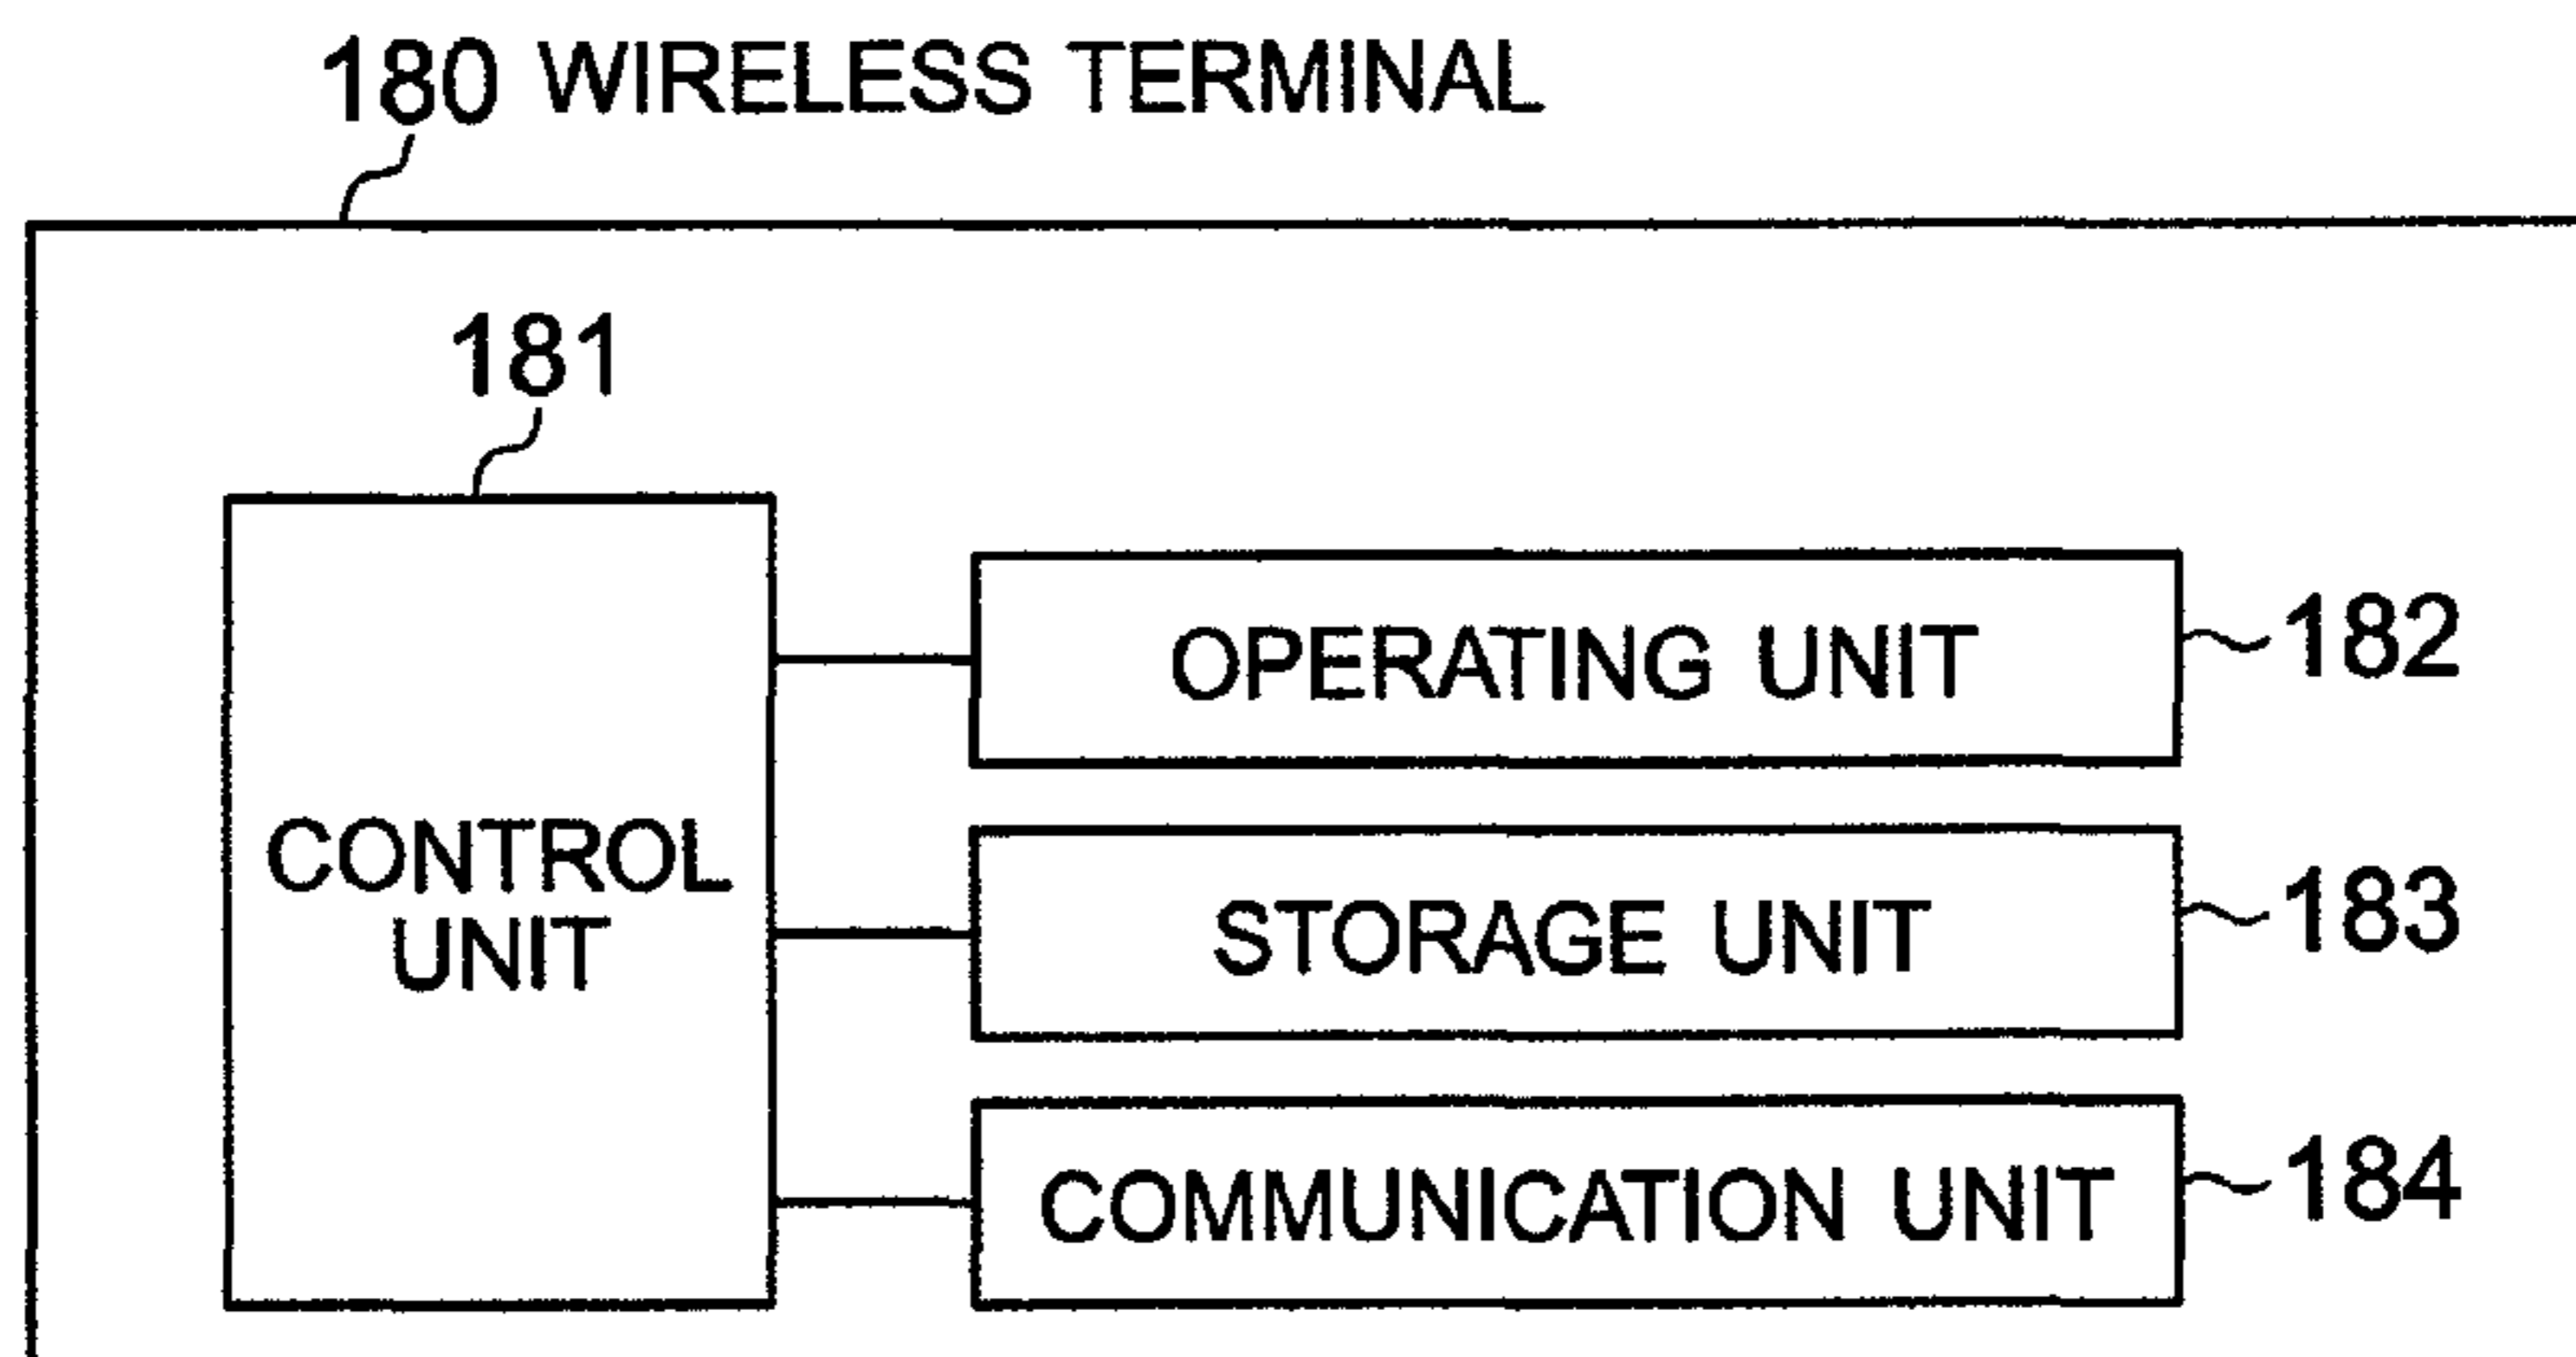 180 WIRELESS TERMINAL
181
CONTROL
UNIT
OPERATING UNIT
182
STORAGE UNIT
183
COMMUNICATION UNIT
184